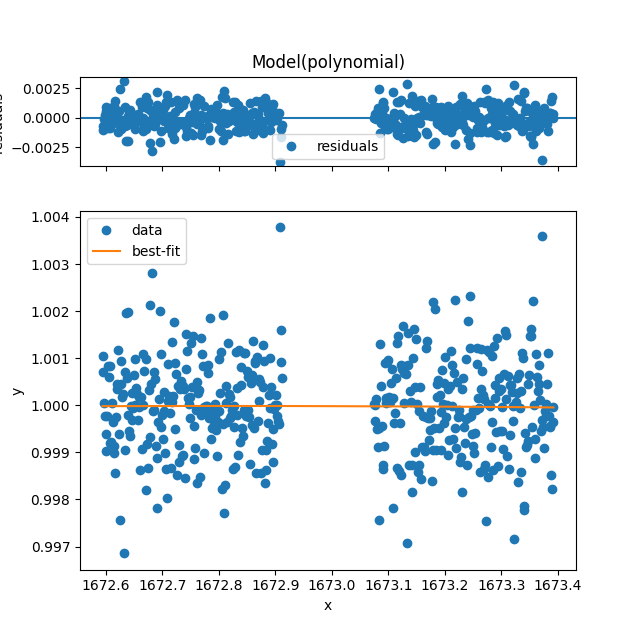 Model(polynomial)
0.0025
0.0000
−0.0025
residuals
1.004
1.003
1.002
1.001
1.000
0.999
0.998
0.997
y
data
best-fit
1672.6 1672.7 1672.8 1672.9 1673.0 1673.1 1673.2 1673.3 1673.4
x